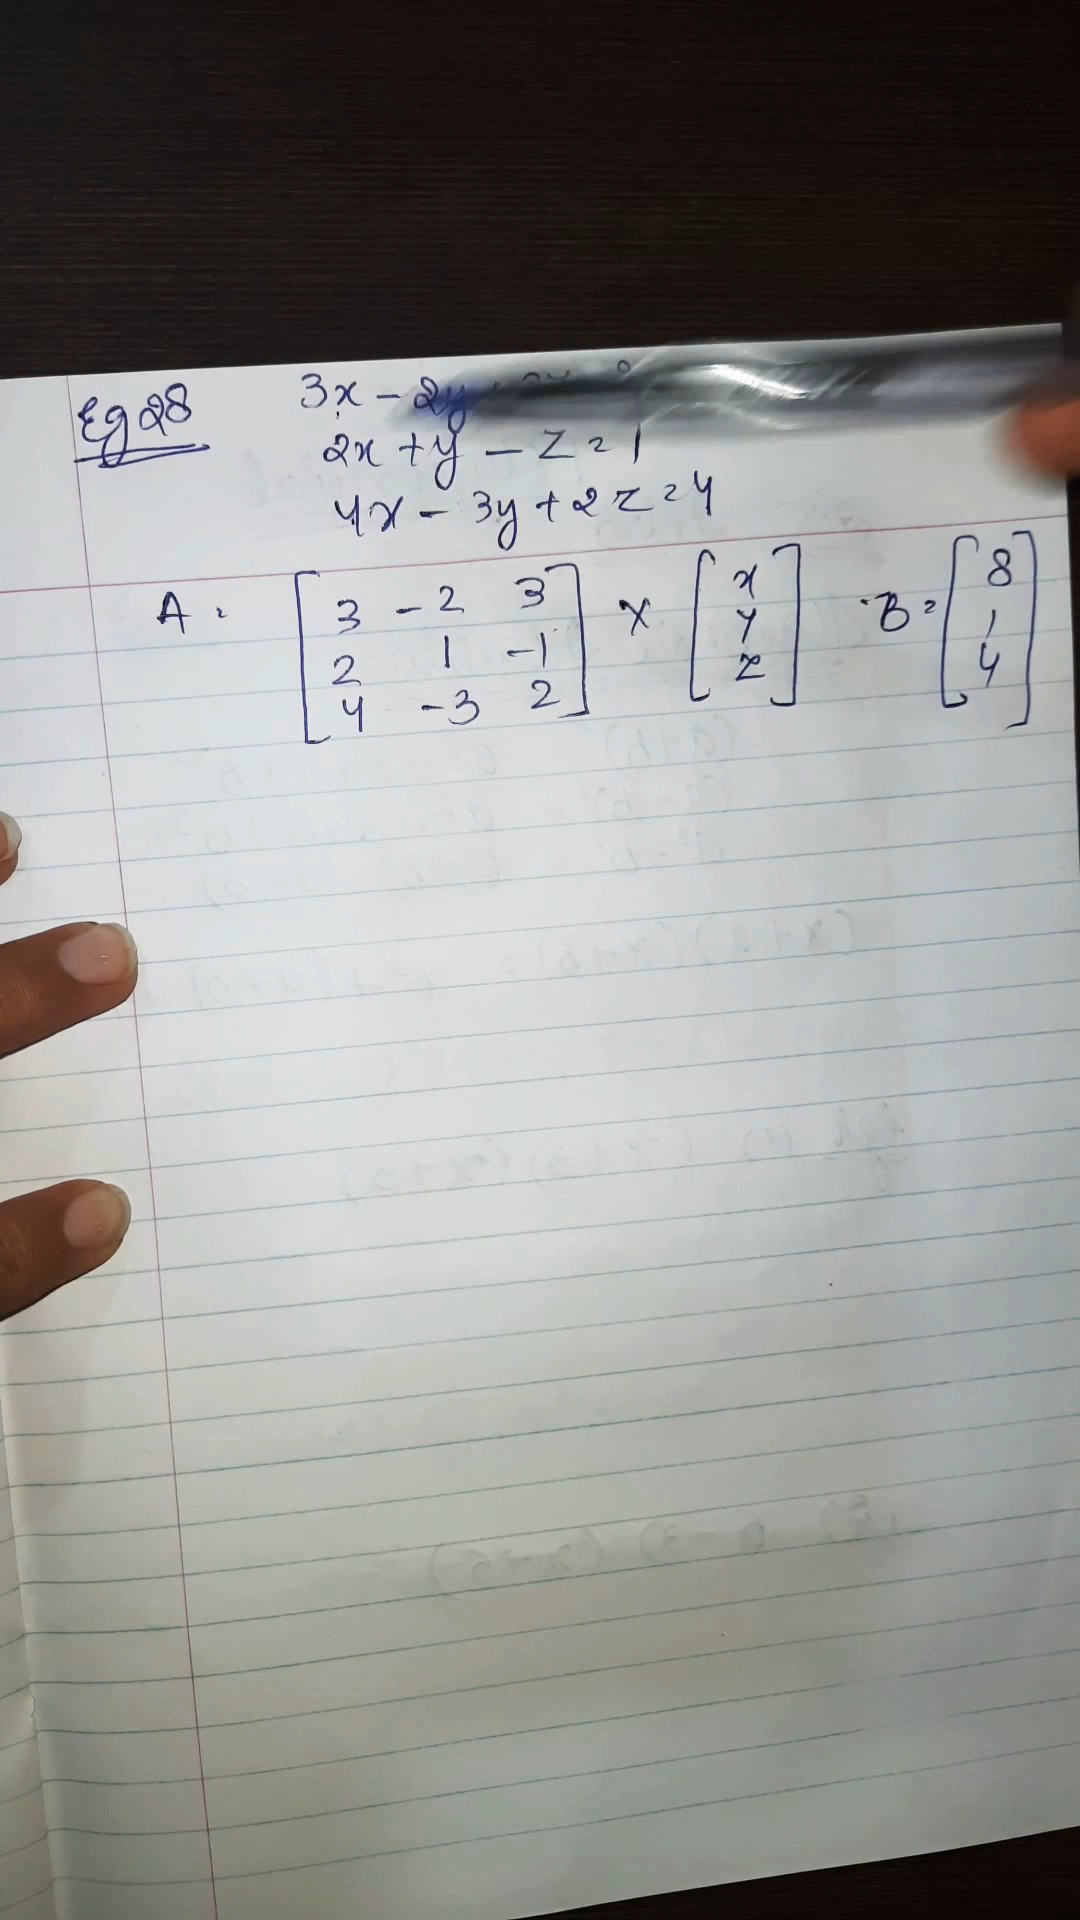 Eg 28 3x - 2y
2x + y - z = 1
4x - 3y + 2z = 4
A = [ 3 -2 3 ] X [ x ] B = [ 8 ]
2 1 -1 y 1
4 -3 2 z 4